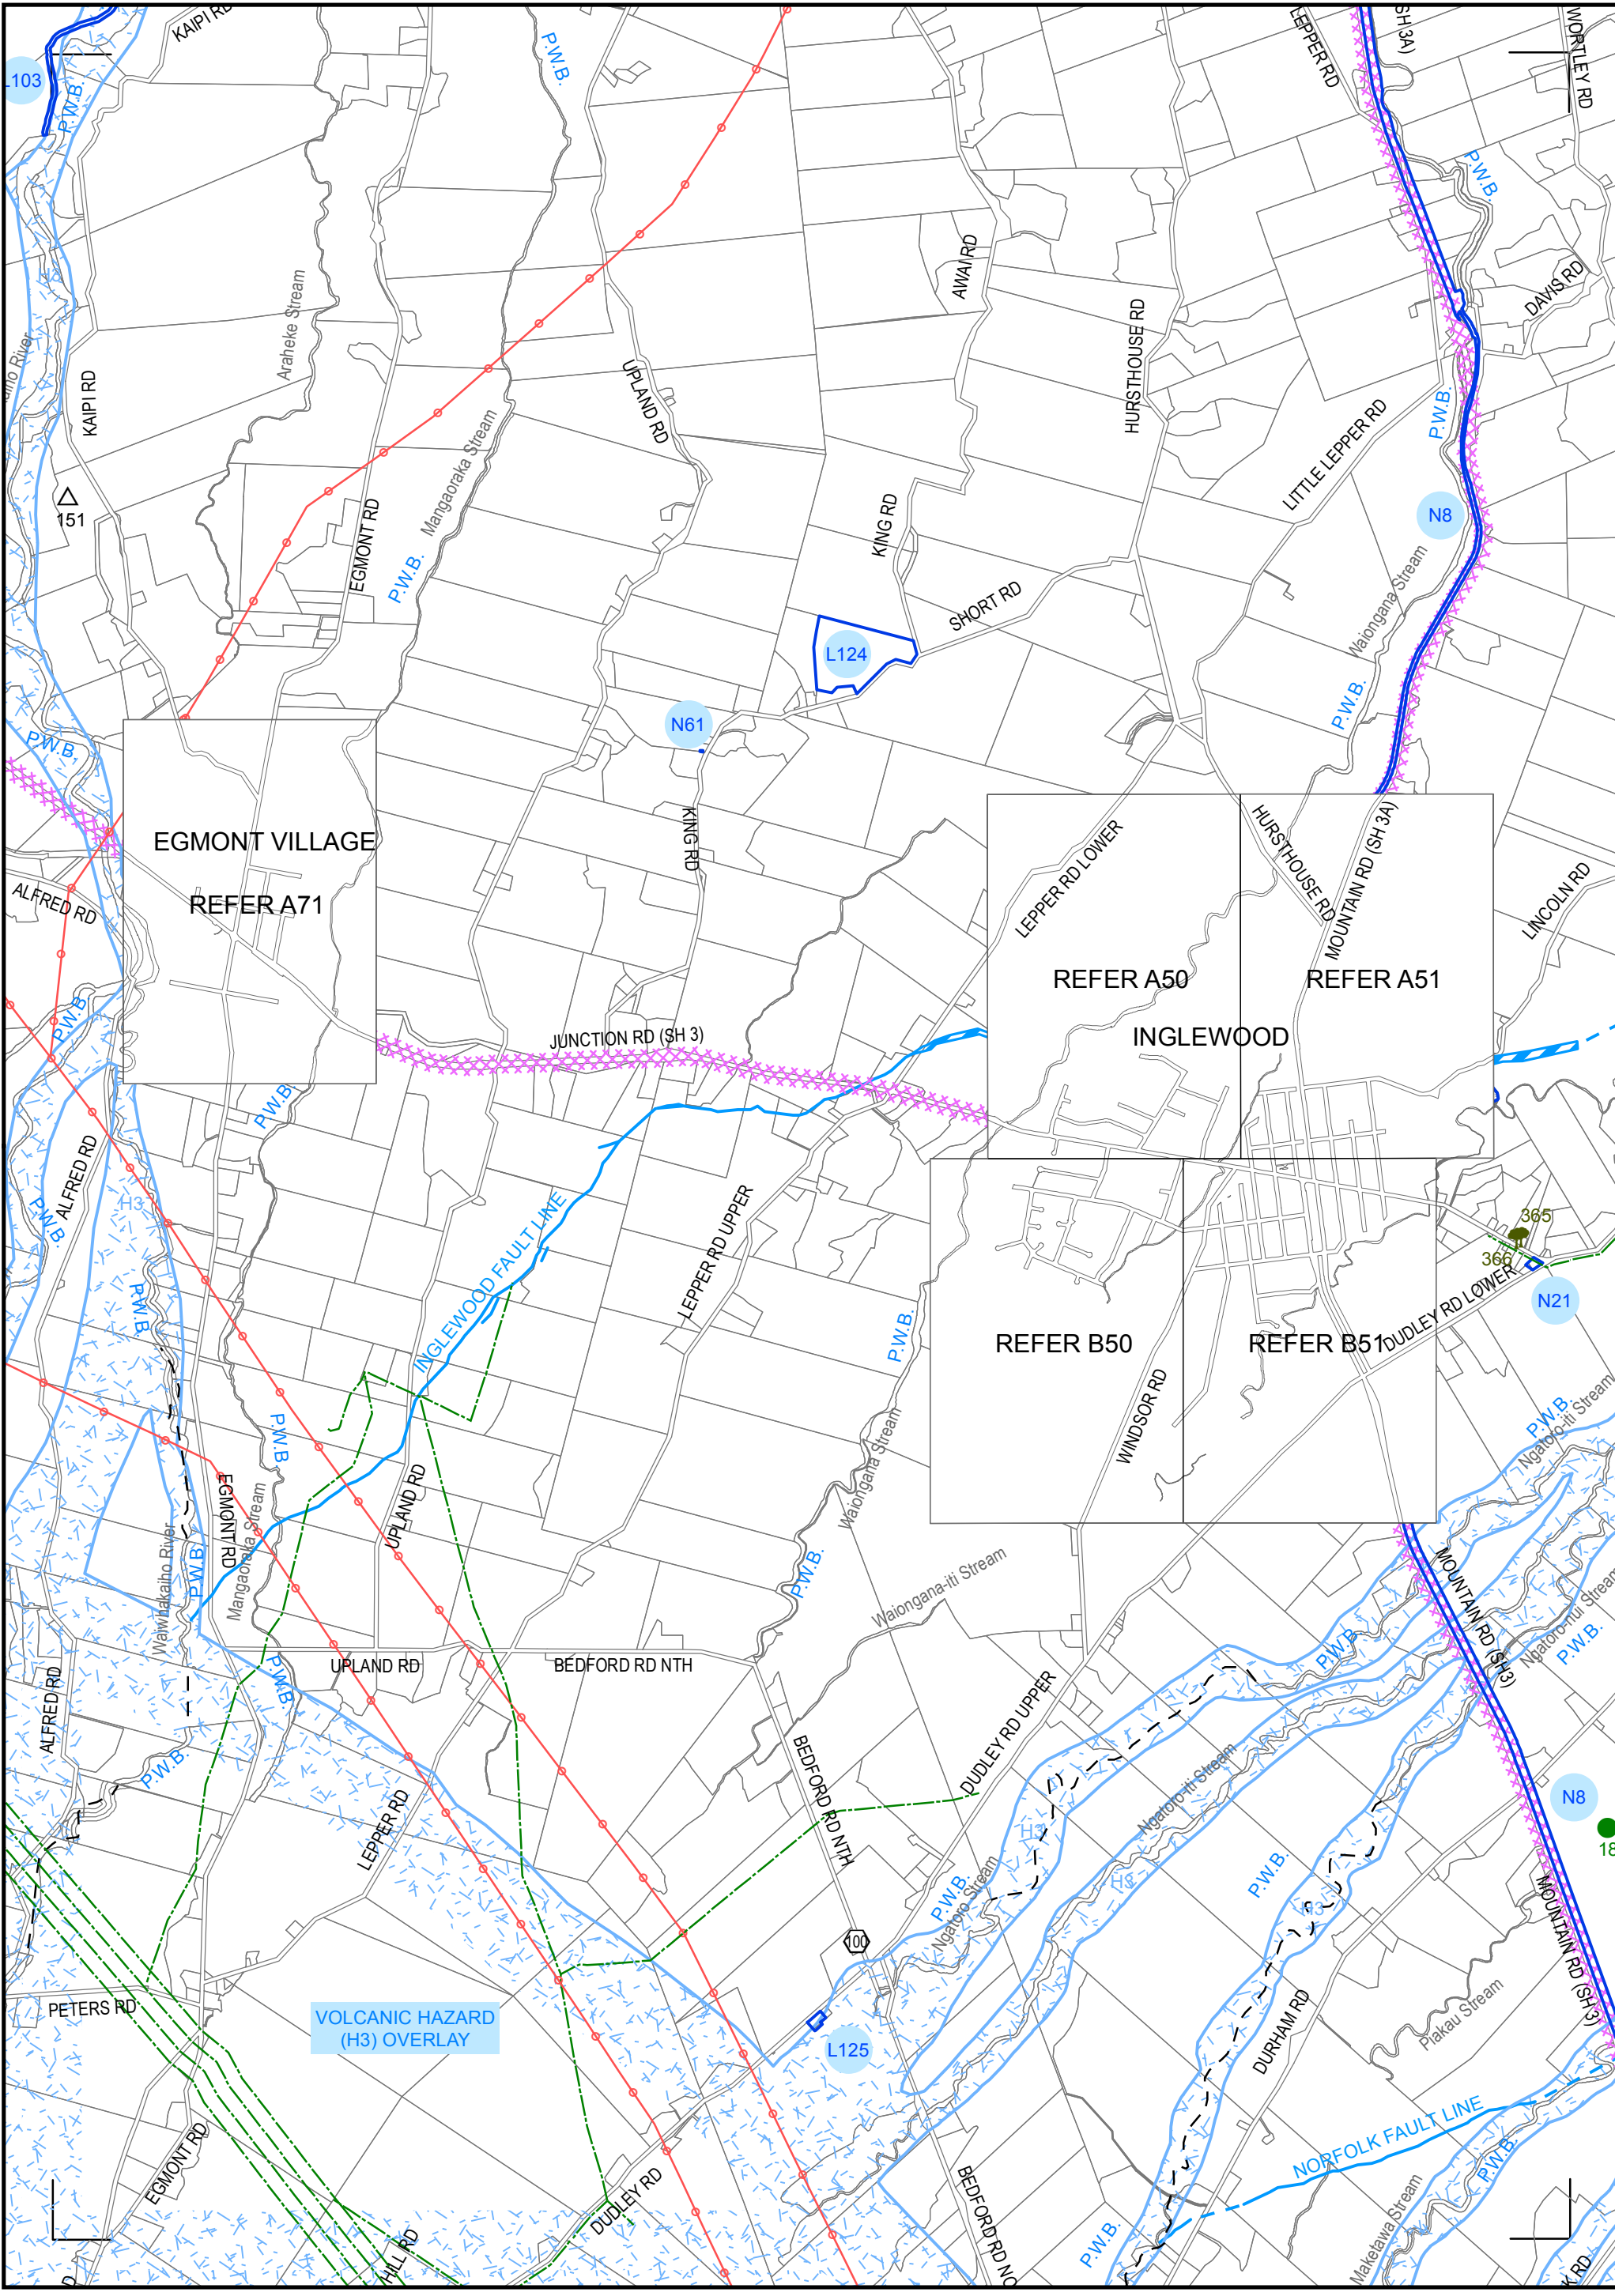 KAIPI RD
P.W.B.
LEPPER RD
SH3A)
WORTLEY RD
L103
P.W.B.
P.W.B.
H3
Araheke Stream
AWAI RD
HURSTHOUSE RD
DAVIS RD
KAIPI RD
UPLAND RD
P.W.B.
LITTLE LEPPER RD
Mangaoraka Stream
151
EGMONT RD
KING RD
N8
P.W.B.
SHORT RD
Waiongana Stream
L124
P.W.B.
N61
P.W.B.
EGMONT VILLAGE
KING RD
LEPPER RD LOWER
HURSTHOUSE RD
MOUNTAIN RD (SH 3A)
ALFRED RD
REFER A71
LINCOLN RD
REFER A50
REFER A51
P.W.B.
JUNCTION RD (SH 3)
INGLEWOOD
P.W.B.
ALFRED RD
H3
P.W.B.
INGLEWOOD FAULT LINE
LEPPER RD UPPER
365
366
N21
P.W.B.
P.W.B.
REFER B50
REFER B51
DUDLEY RD LOWER
WINDSOR RD
P.W.B.
P.W.B.
Ngatoro-iti Stream
Waiongana Stream
EGMONT RD
Mangaoraka Stream
UPLAND RD
Waiwhakaiho River
P.W.B.
P.W.B.
Waiongana-iti Stream
MOUNTAIN RD (SH3)
Ngatoro-nui Stream
P.W.B.
P.W.B.
UPLAND RD
BEDFORD RD NTH
P.W.B.
ALFRED RD
DUDLEY RD UPPER
P.W.B.
BEDFORD RD NTH
Ngatoro-iti Stream
N8
LEPPER RD
H3
18
P.W.B.
H3
P.W.B.
H3
Ngatoro Stream
MOUNTAIN RD (SH 3)
100
PETERS RD
VOLCANIC HAZARD
(H3) OVERLAY
L125
DURHAM RD
Piakau Stream
NORFOLK FAULT LINE
P.W.B.
EGMONT RD
DUDLEY RD
BEDFORD RD NO
P.W.B.
Maketawa Stream
HILL RD
K RD
D